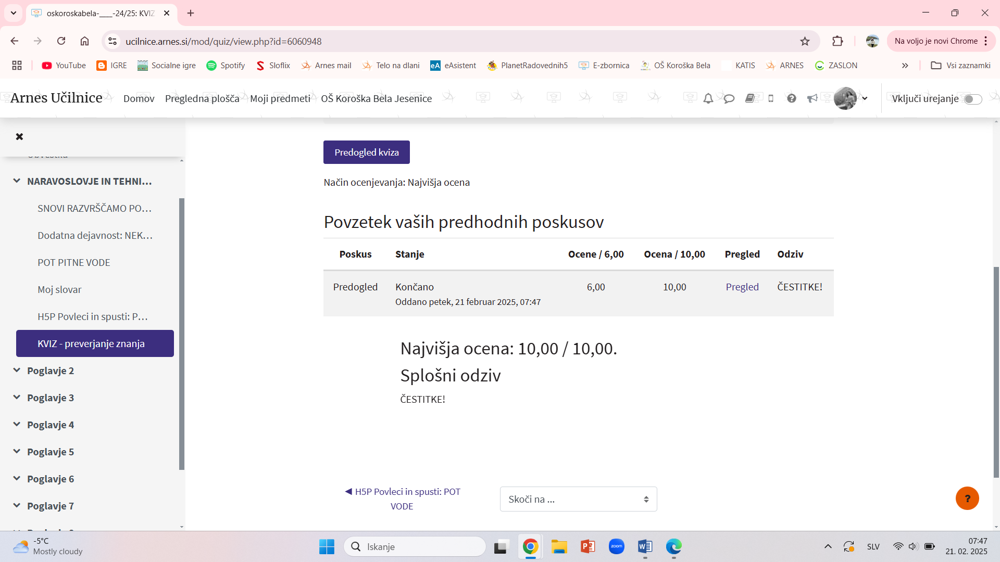 oskoroskabela-____-24/25: KVIZ
ucilnice.arnes.si/mod/quiz/view.php?id=6060948
Na voljo je novi Chrome
YouTube IGRE Socialne igre Spotify Sloflix Arnes mail Telo na dlani eAsistent PlanetRadovednih5 E-zbornica OŠ Koroška Bela KATIS ARNES ZASLON Vsi zaznamki
Arnes Učilnice Domov Pregledna plošča Moji predmeti OŠ Koroška Bela Jesenice Vključi urejanje
Obvestila
NARAVOSLOVJE IN TEHNI...
SNOVI RAZVRŠČAMO PO...
Dodatna dejavnost: NEK...
POT PITNE VODE
Moj slovar
H5P Povleci in spusti: P...
KVIZ - preverjanje znanja
Poglavje 2
Poglavje 3
Poglavje 4
Poglavje 5
Poglavje 6
Poglavje 7
Predogled kviza
Način ocenjevanja: Najvišja ocena
Povzetek vaših predhodnih poskusov
Poskus Stanje Ocene / 6,00 Ocena / 10,00 Pregled Odziv
Predogled Končano 6,00 10,00 Pregled ČESTITKE!
Oddano petek, 21 februar 2025, 07:47
Najvišja ocena: 10,00 / 10,00.
Splošni odziv
ČESTITKE!
◀ H5P Povleci in spusti: POT
VODE
Skoči na ...
?
-5°C
Mostly cloudy
Iskanje
zoom
SLV
07:47
21. 02. 2025